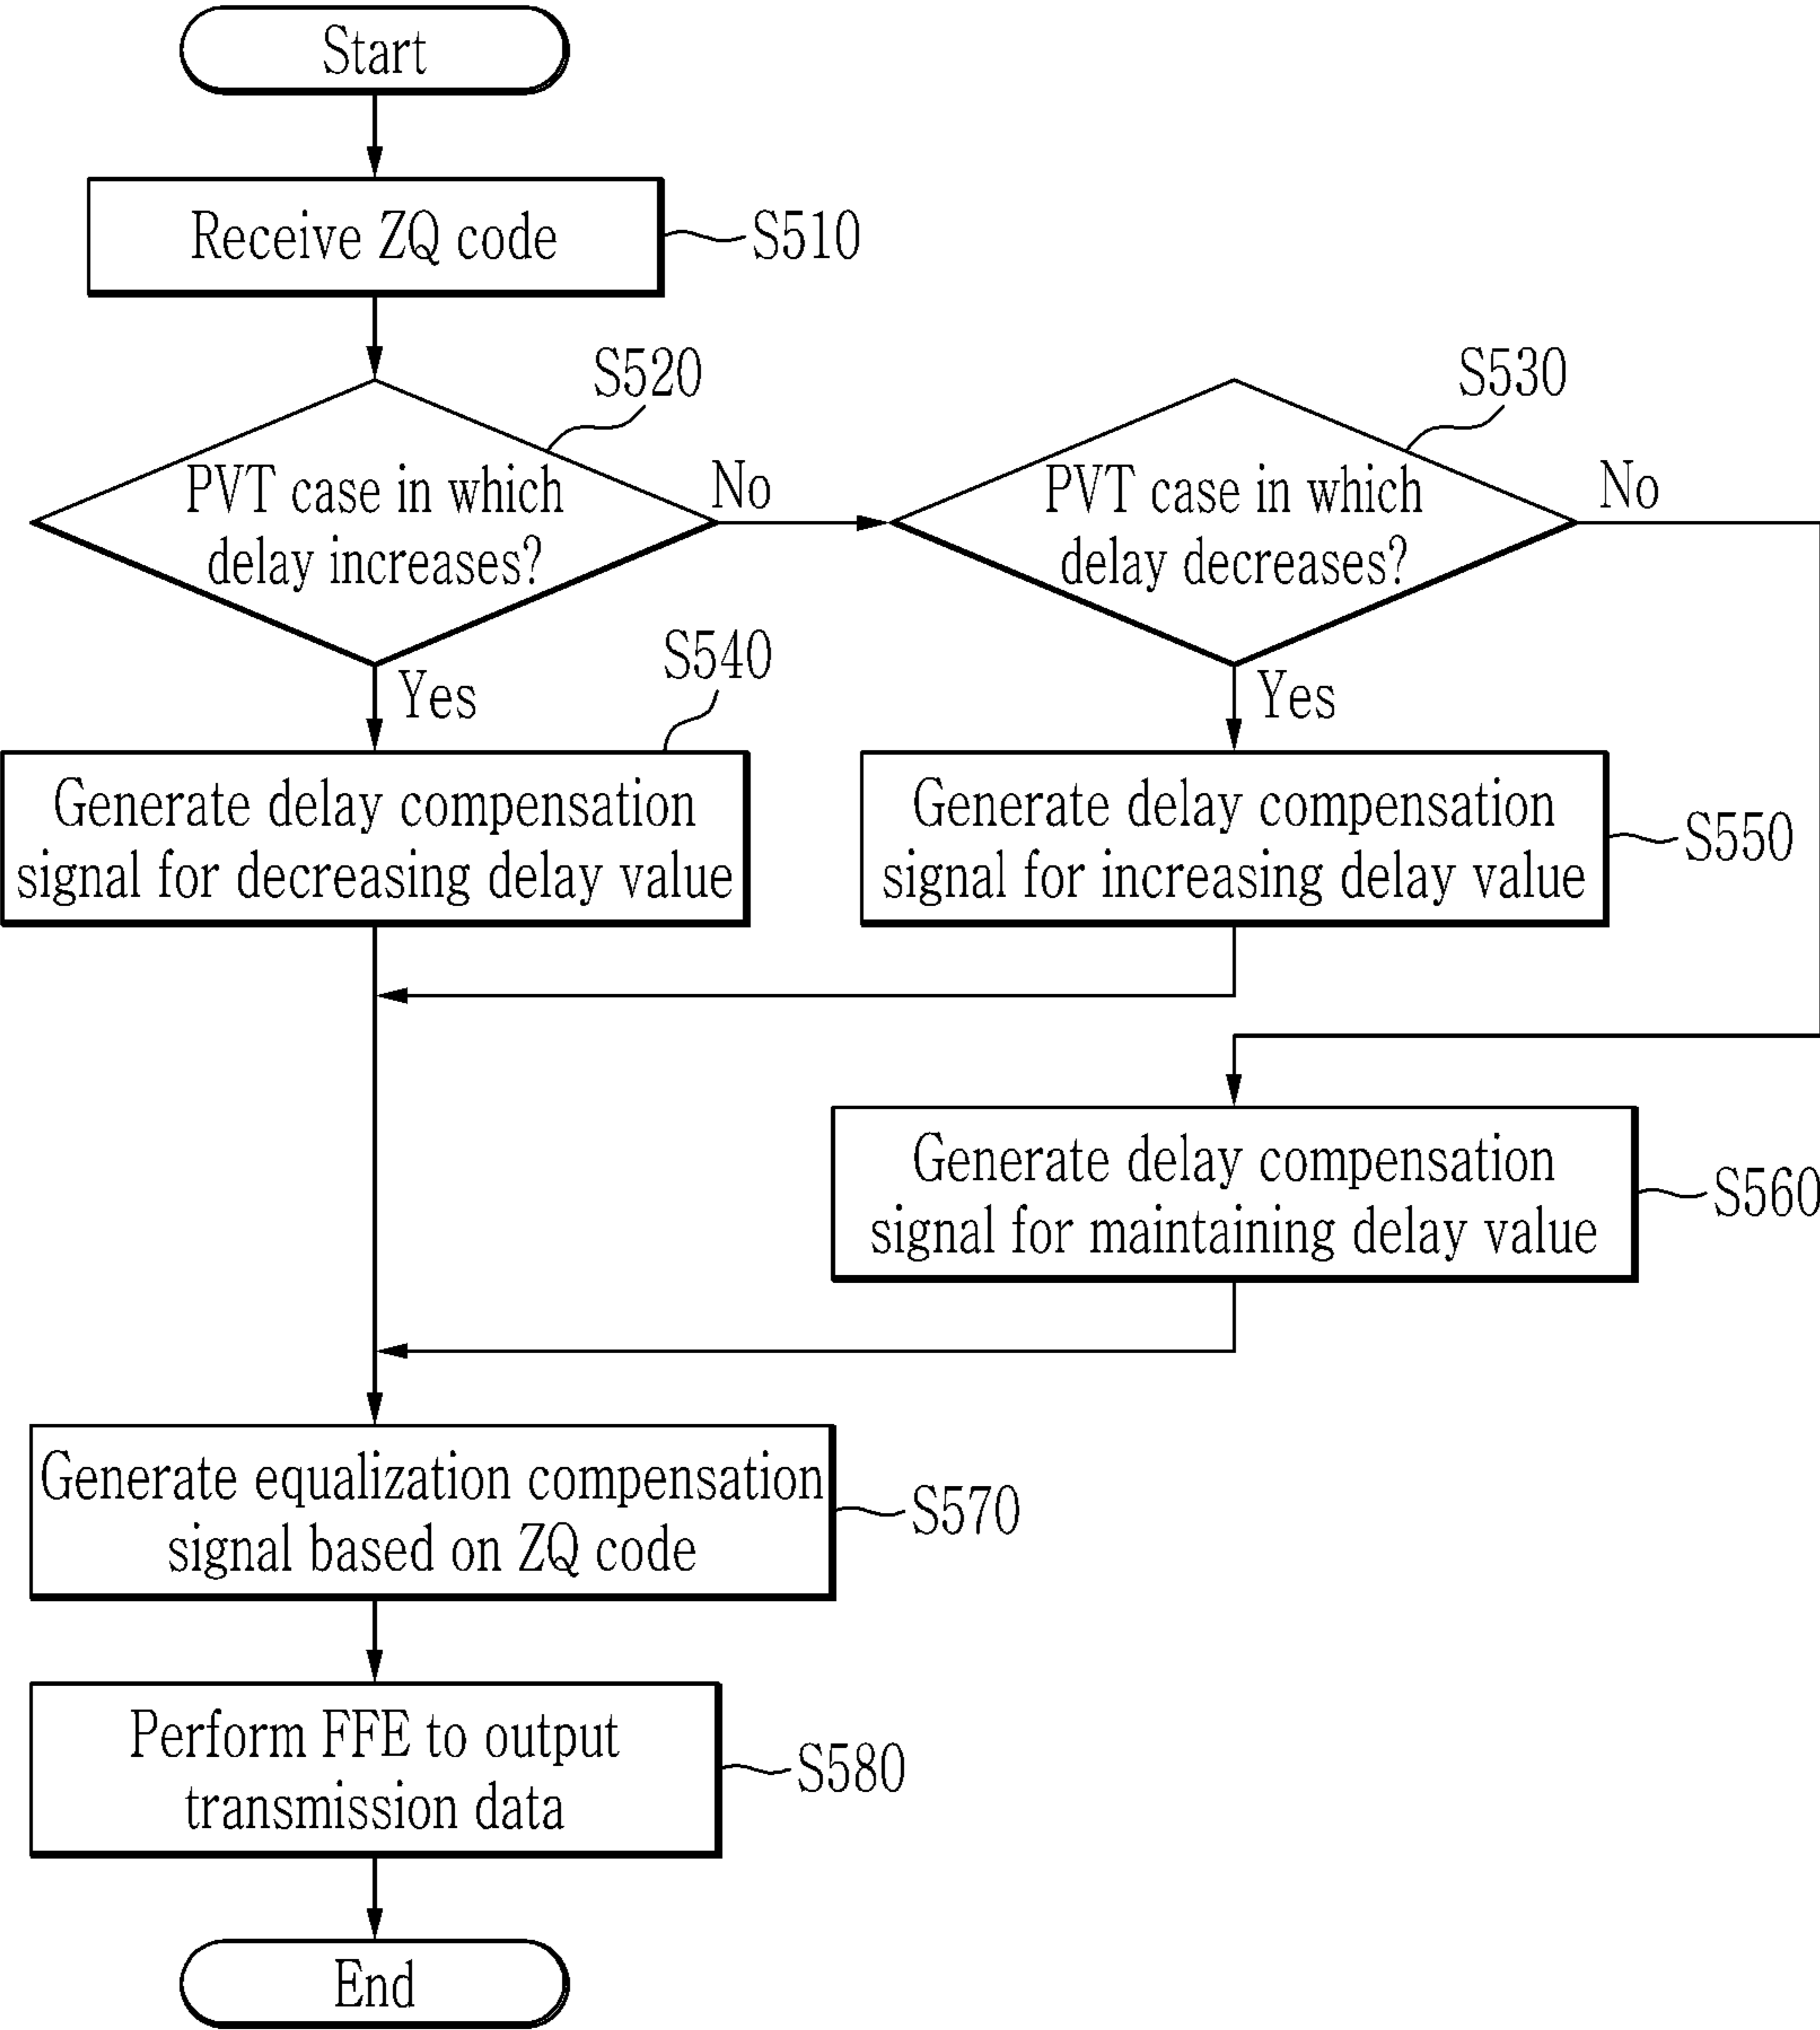 Start
Receive ZQ code
S510
S520
PVT case in which
delay increases?
No
S530
PVT case in which
delay decreases?
No
Yes
S540
Generate delay compensation
signal for decreasing delay value
Yes
Generate delay compensation
signal for increasing delay value
S550
Generate delay compensation
signal for maintaining delay value
S560
Generate equalization compensation
signal based on ZQ code
S570
Perform FFE to output
transmission data
S580
End